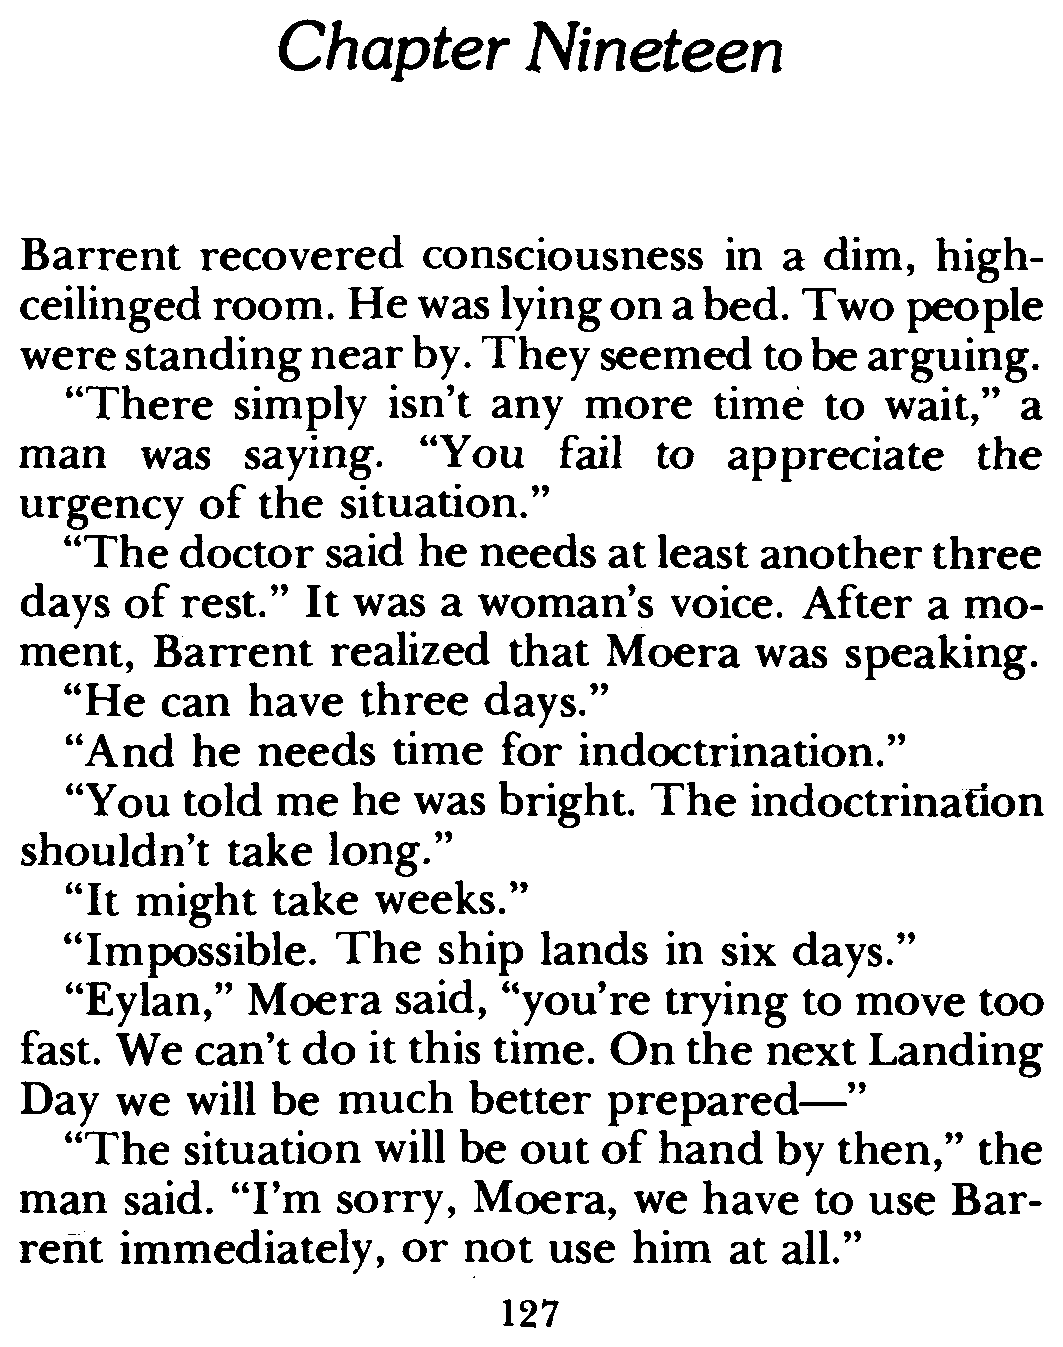 Chapter Nineteen
Barrent recovered consciousness in a dim, high-
ceilinged room. He was lying on a bed. Two people
were standing near by. They seemed to be arguing.
“There simply isn't any more time to wait,” a
man was saying. “You fail to appreciate the
urgency of the situation.”
“The doctor said he needs at least another three
days of rest.” It was a woman's voice. After a mo-
ment, Barrent realized that Moera was speaking.
“He can have three days.”
“And he needs time for indoctrination.”
“You told me he was bright. The indoctrination
shouldn't take long.”
“It might take weeks.”
“Impossible. The ship lands in six days.”
“Eylan,” Moera said, “you're trying to move too
fast. We can't do it this time. On the next Landing
Day we will be much better prepared—”
“The situation will be out of hand by then,” the
man said. “I'm sorry, Moera, we have to use Bar-
rent immediately, or not use him at all.”
127